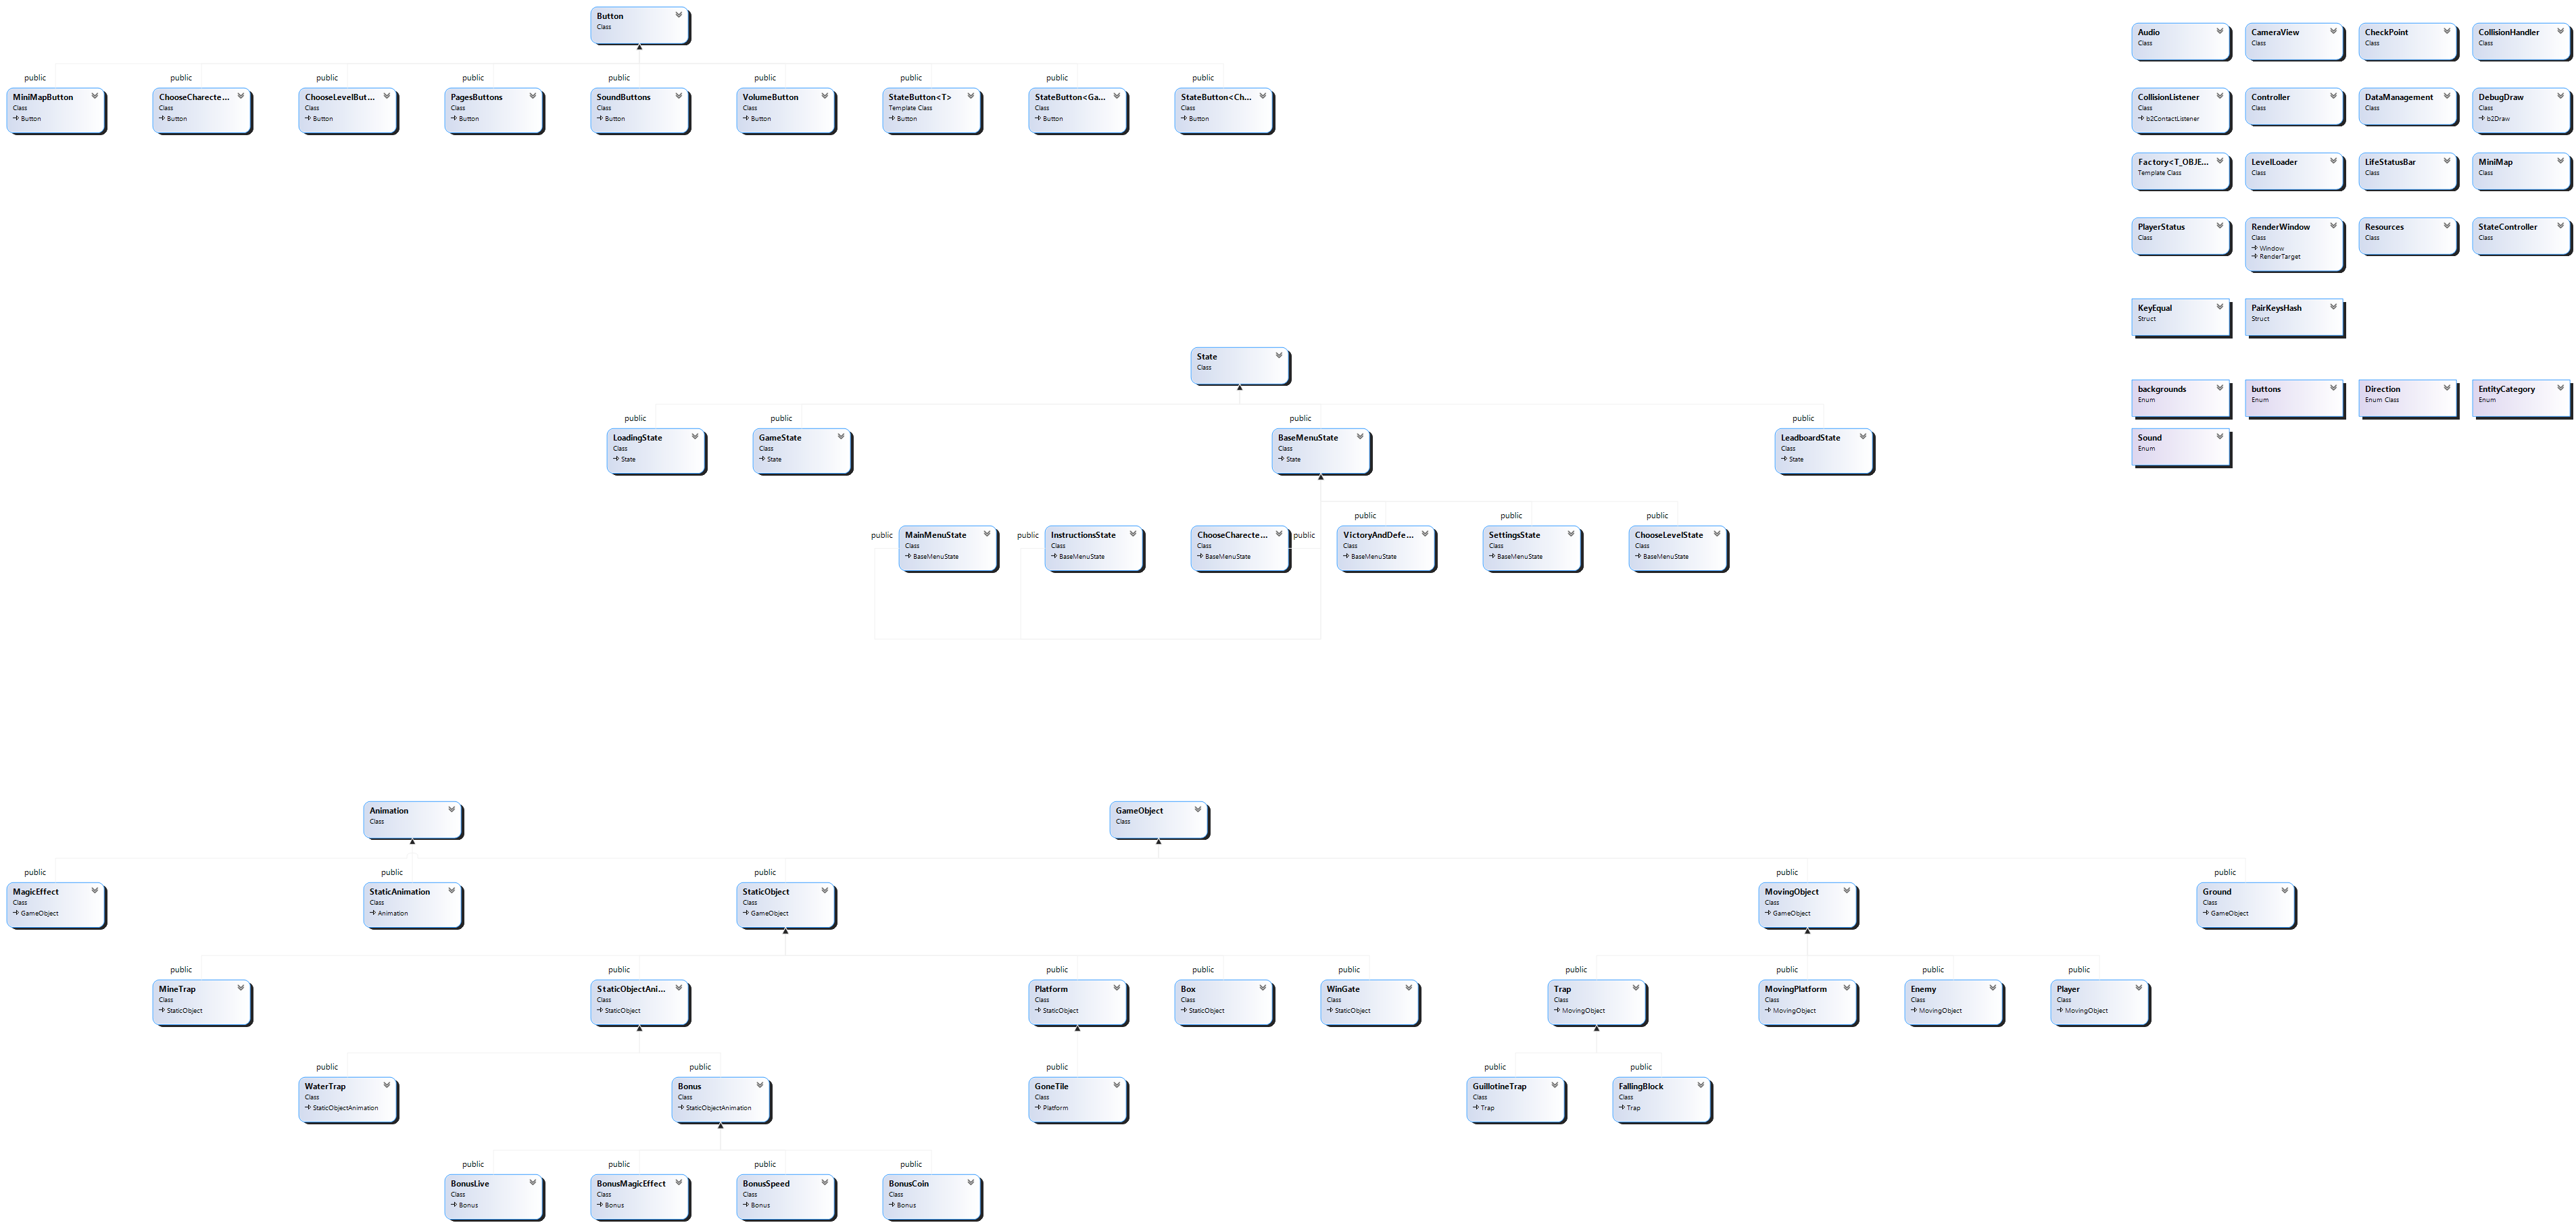 Button
Class
public
public
public
public
public
public
public
public
public
MiniMapButton
Class
Button
ChooseCharecte...
Class
Button
ChooseLevelBut...
Class
Button
PagesButtons
Class
Button
SoundButtons
Class
Button
VolumeButton
Class
Button
StateButton<T>
Template Class
Button
StateButton<Ga...
Class
Button
StateButton<Ch...
Class
Button
Audio
Class
CameraView
Class
CheckPoint
Class
CollisionHandler
Class
CollisionListener
Class
b2ContactListener
Controller
Class
DataManagement
Class
DebugDraw
Class
b2Draw
Factory<T_OBJE...
Template Class
LevelLoader
Class
LifeStatusBar
Class
MiniMap
Class
PlayerStatus
Class
RenderWindow
Class
Window
RenderTarget
Resources
Class
StateController
Class
KeyEqual
Struct
PairKeysHash
Struct
backgrounds
Enum
buttons
Enum
Direction
Enum Class
EntityCategory
Enum
Sound
Enum
State
Class
public
public
public
public
LoadingState
Class
State
GameState
Class
State
BaseMenuState
Class
State
LeadboardState
Class
State
public
public
public
public
public
public
MainMenuState
Class
BaseMenuState
InstructionsState
Class
BaseMenuState
ChooseCharecte...
Class
BaseMenuState
VictoryAndDefe...
Class
BaseMenuState
SettingsState
Class
BaseMenuState
ChooseLevelState
Class
BaseMenuState
Animation
Class
GameObject
Class
public
public
public
public
public
MagicEffect
Class
GameObject
StaticAnimation
Class
Animation
StaticObject
Class
GameObject
MovingObject
Class
GameObject
Ground
Class
GameObject
public
public
public
public
public
public
public
public
public
MineTrap
Class
StaticObject
StaticObjectAni...
Class
StaticObject
Platform
Class
StaticObject
Box
Class
StaticObject
WinGate
Class
StaticObject
Trap
Class
MovingObject
MovingPlatform
Class
MovingObject
Enemy
Class
MovingObject
Player
Class
MovingObject
public
public
public
public
public
WaterTrap
Class
StaticObjectAnimation
Bonus
Class
StaticObjectAnimation
GoneTile
Class
Platform
GuillotineTrap
Class
Trap
FallingBlock
Class
Trap
public
public
public
public
BonusLive
Class
Bonus
BonusMagicEffect
Class
Bonus
BonusSpeed
Class
Bonus
BonusCoin
Class
Bonus